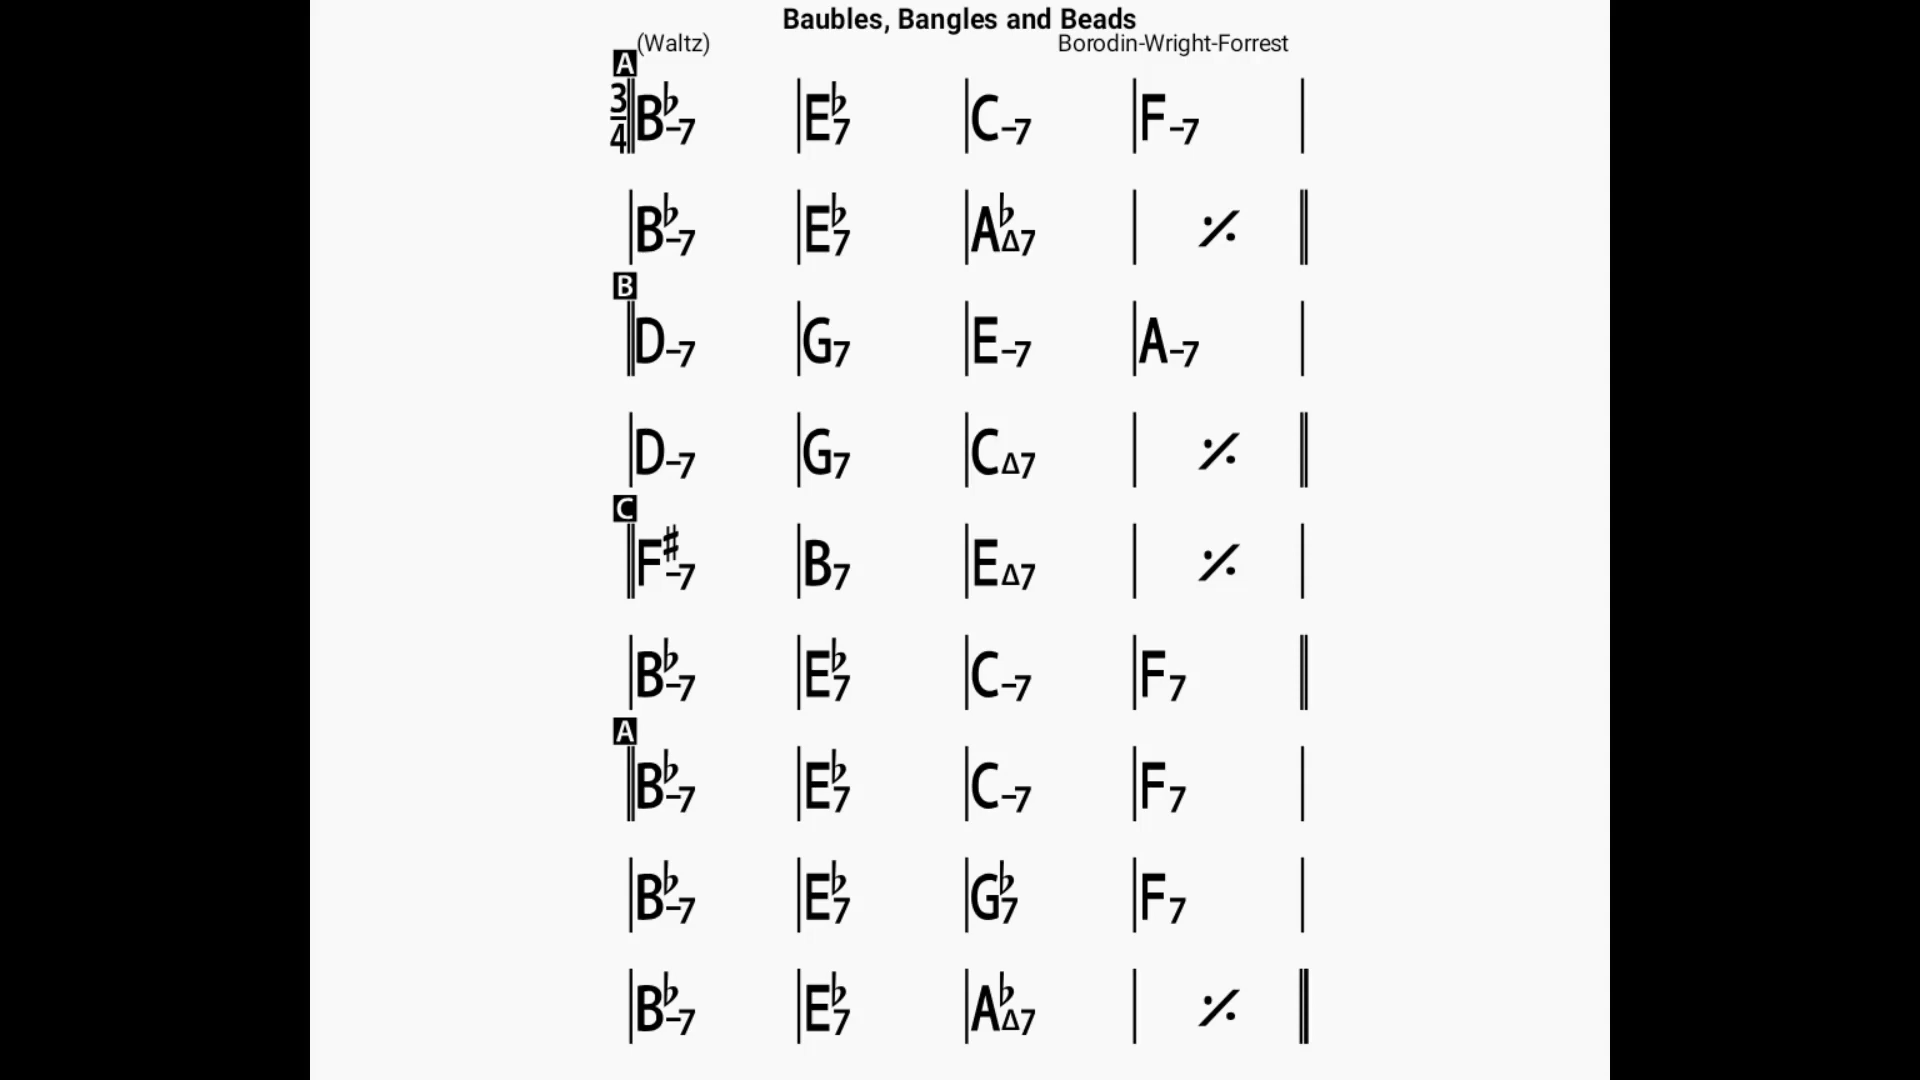 Baubles, Bangles and Beads
(Waltz) Borodin-Wright-Forrest
A
3/4 B♭-7 E♭7 C-7 F-7
B♭-7 E♭7 A♭Δ7 𝄎
B
D-7 G7 E-7 A-7
D-7 G7 CΔ7 𝄎
C
F♯-7 B7 EΔ7 𝄎
B♭-7 E♭7 C-7 F7
A
B♭-7 E♭7 C-7 F7
B♭-7 E♭7 G♭7 F7
B♭-7 E♭7 A♭Δ7 𝄎